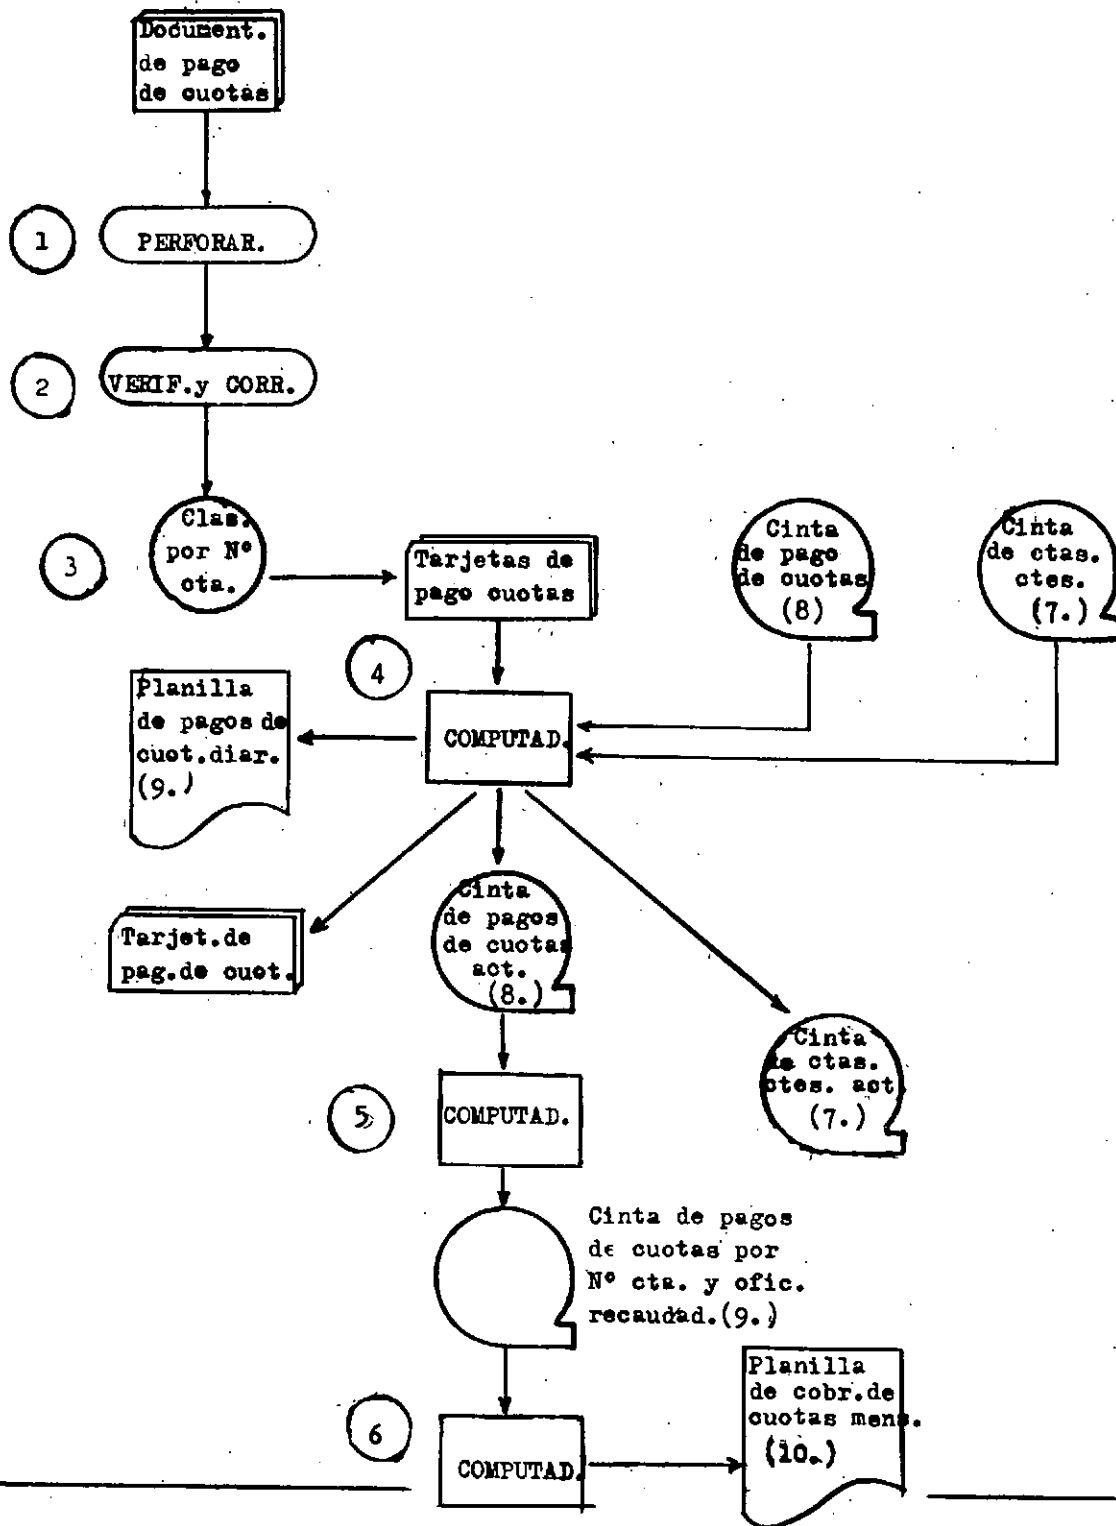 Document.
de pago
de cuotas
1
PERFORAR.
2
VERIF.y CORR.
3
Clas.
por Nº
cta.
Tarjetas de
pago cuotas
Cinta
de pago
de cuotas
(8)
Cinta
de ctas.
ctes.
(7.)
4
Planilla
de pagos de
cuot.diar.
(9.)
COMPUTAD.
Tarjet.de
pag.de cuot.
Cinta
de pagos
de cuotas
act.
(8.)
Cinta
de ctas.
ctes. act
(7.)
5
COMPUTAD.
Cinta de pagos
de cuotas por
Nº cta. y ofic.
recaudad.(9.)
6
COMPUTAD.
Planilla
de cobr.de
cuotas mens.
(10.)